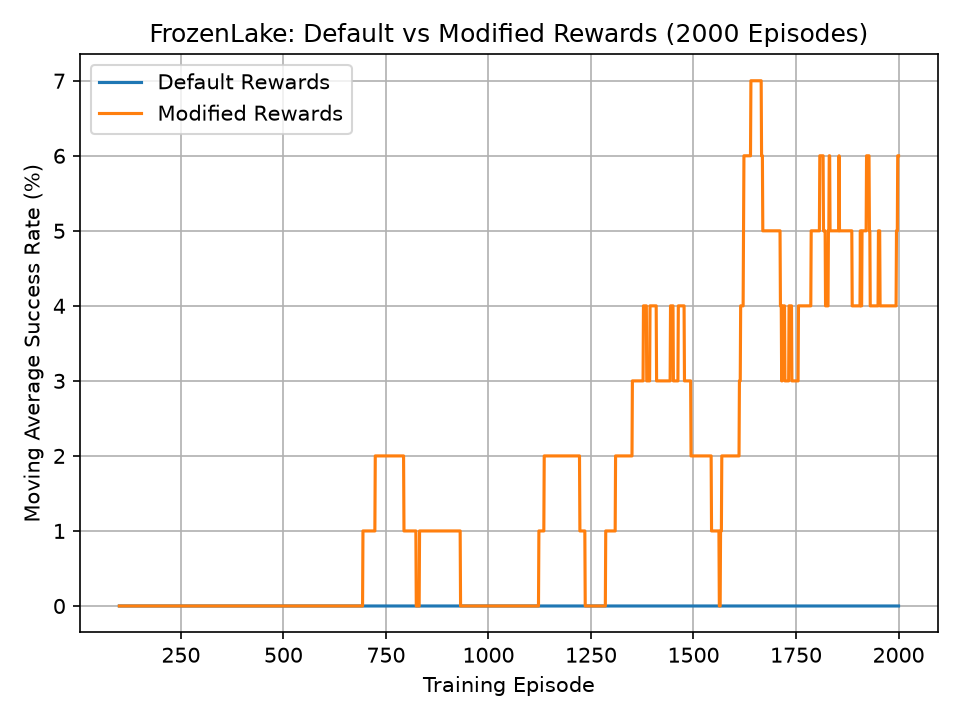 FrozenLake: Default vs Modified Rewards (2000 Episodes)
Default Rewards
Modified Rewards
Moving Average Success Rate (%)
7
6
5
4
3
2
1
0
250 500 750 1000 1250 1500 1750 2000
Training Episode